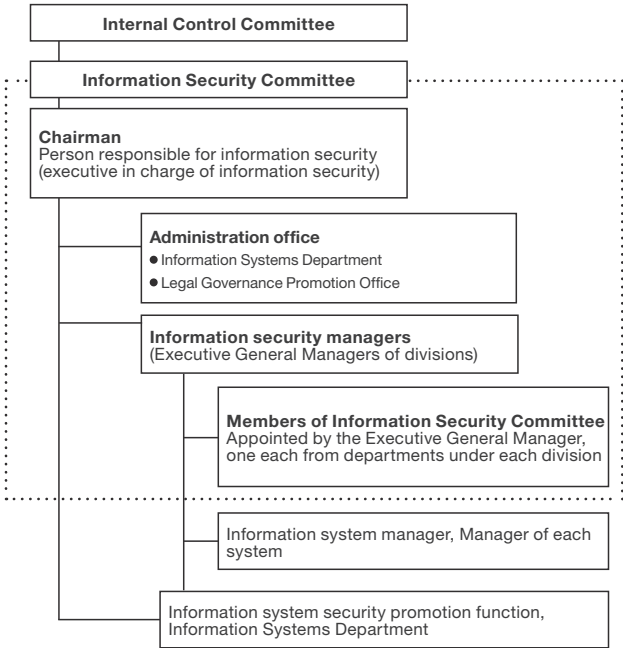 Internal Control Committee
Information Security Committee
Chairman
Person responsible for information security
(executive in charge of information security)
Administration office
● Information Systems Department
● Legal Governance Promotion Office
Information security managers
(Executive General Managers of divisions)
Members of Information Security Committee
Appointed by the Executive General Manager,
one each from departments under each division
Information system manager, Manager of each
system
Information system security promotion function,
Information Systems Department